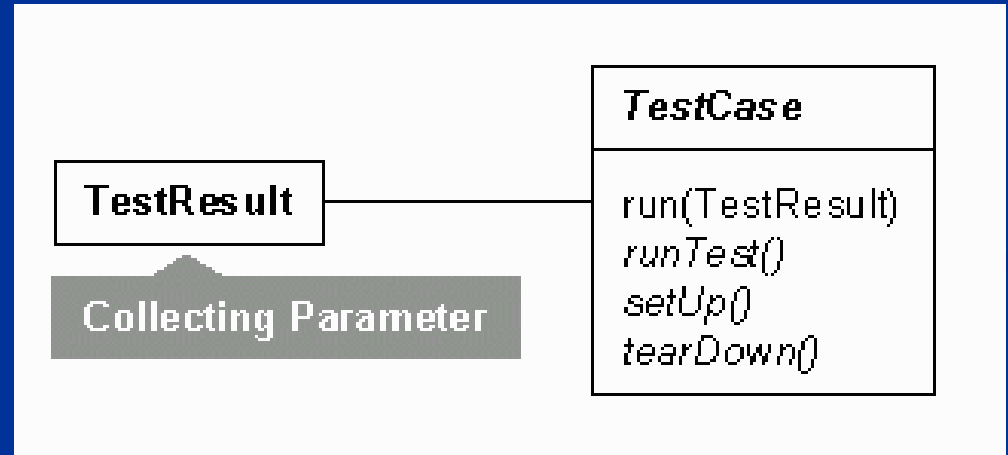 TestResult
Collecting Parameter
TestCase
run(TestResult)
runTest()
setUp()
tearDown()